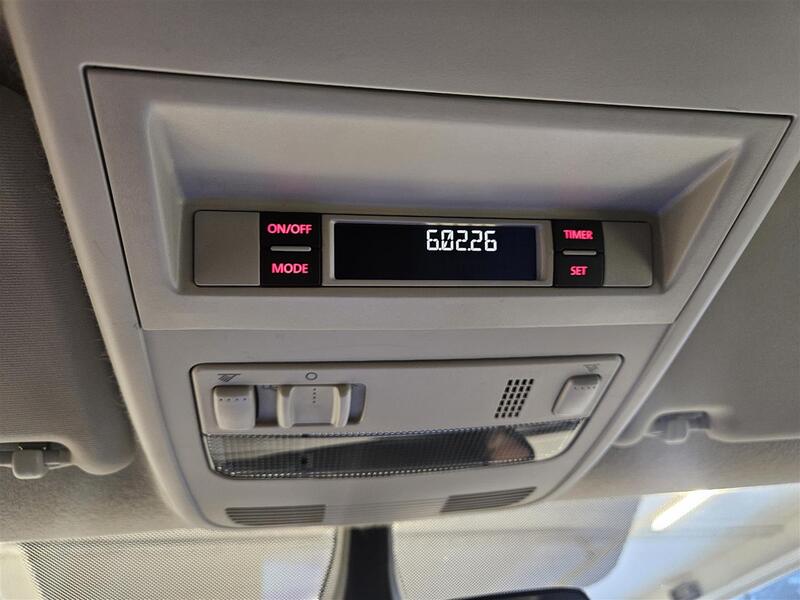 ON/OFF
MODE
6.02.26
TIMER
SET